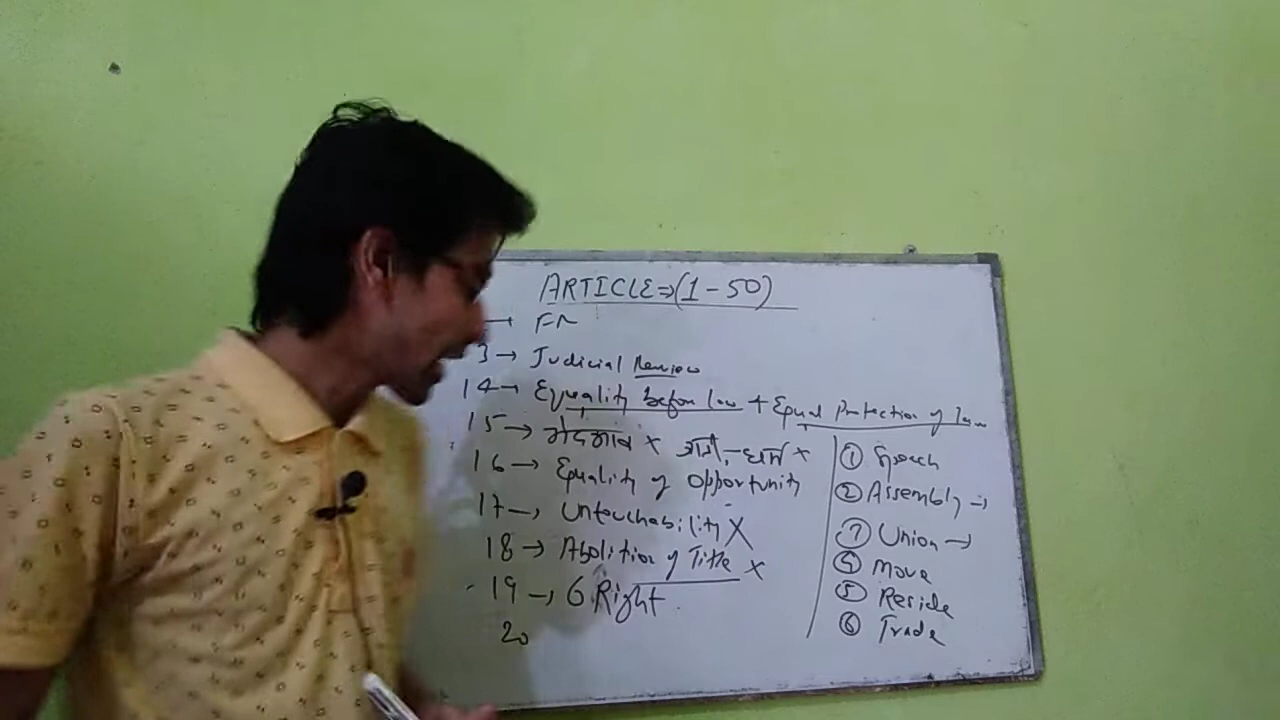 ARTICLE⇒(1-50)
→ FR
3 → Judicial Review
14 → Equality before law + Equal Protection of law
15 → भेदभाव × जाति-धर्म ×
16 → Equality of opportunity
17 → Untouchability X
18 → Abolition of Title ×
19 → 6 Right
20
① Speech
② Assembly →
③ Union →
④ Move
⑤ Reside
⑥ Trade